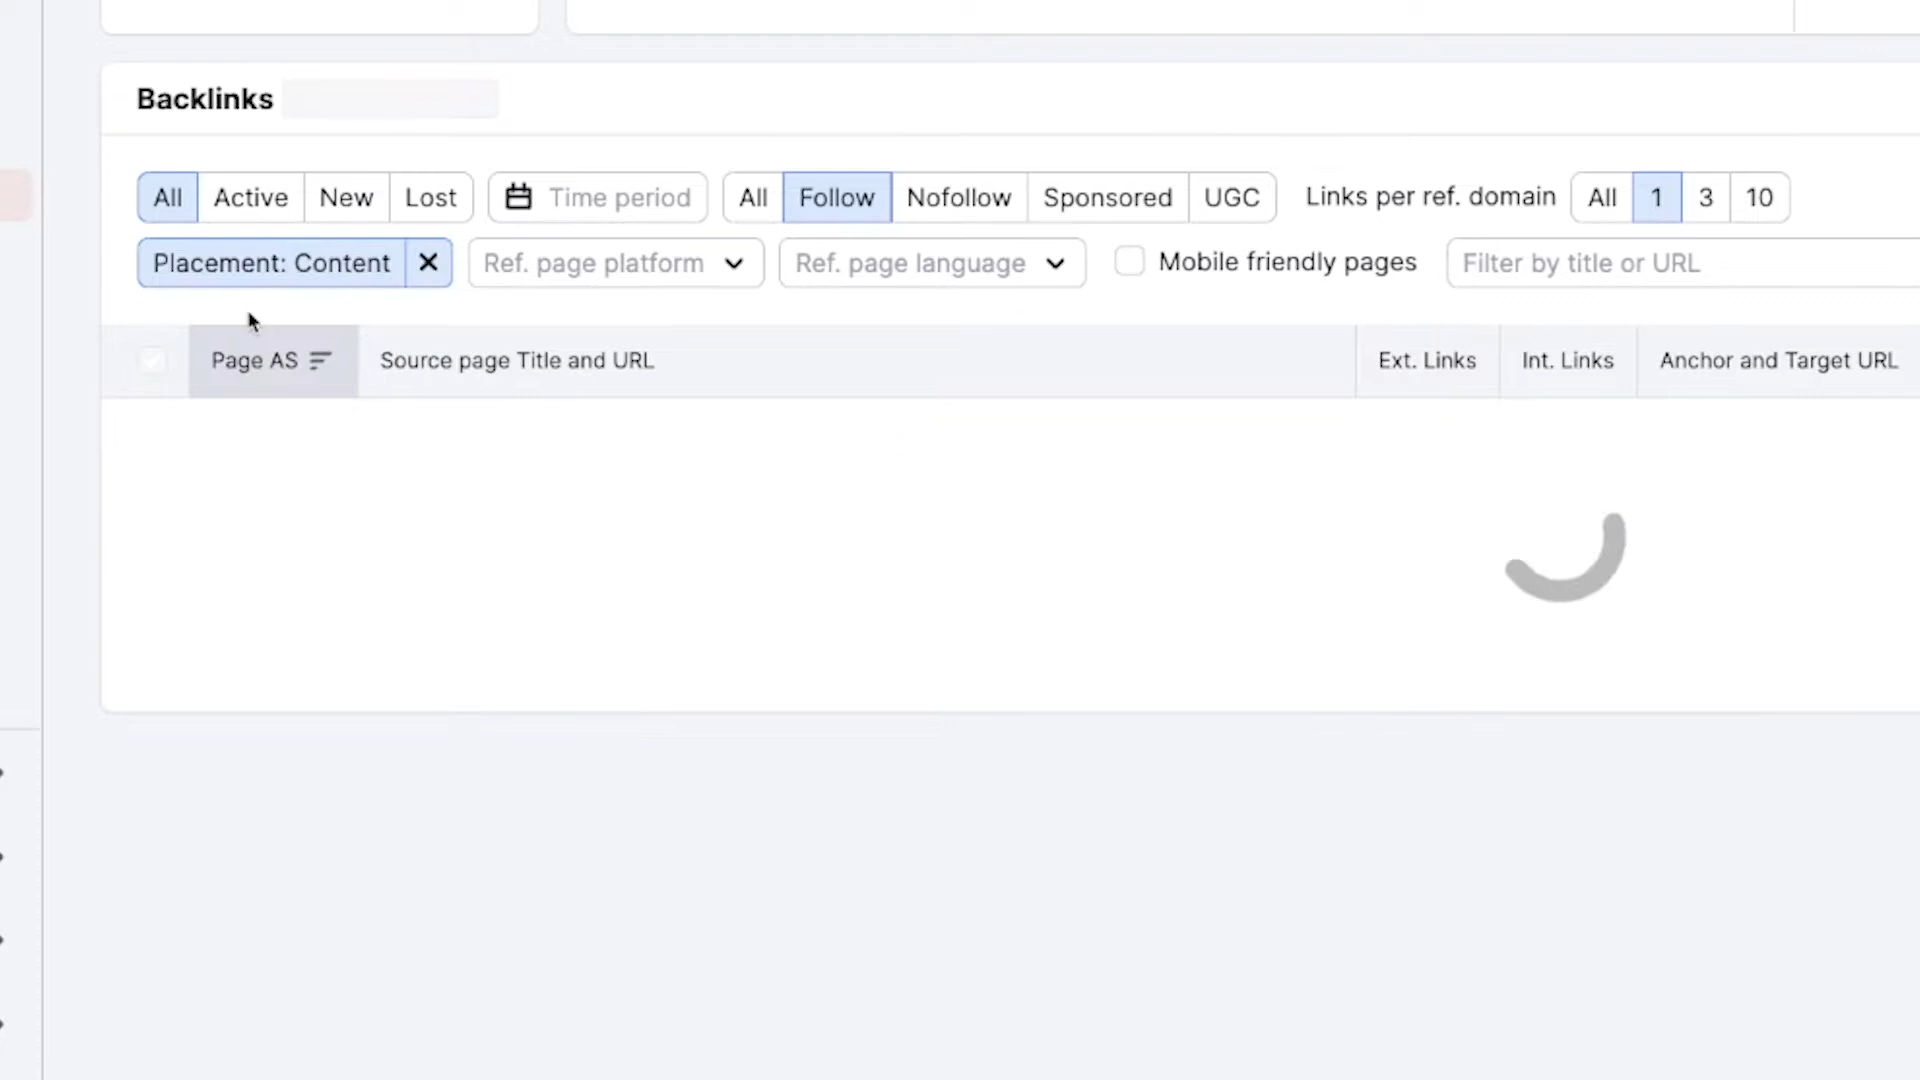 Backlinks
All Active New Lost Time period All Follow Nofollow Sponsored UGC Links per ref. domain All 1 3 10
Placement: Content Ref. page platform Ref. page language Mobile friendly pages Filter by title or URL
Page AS Source page Title and URL Ext. Links Int. Links Anchor and Target URL